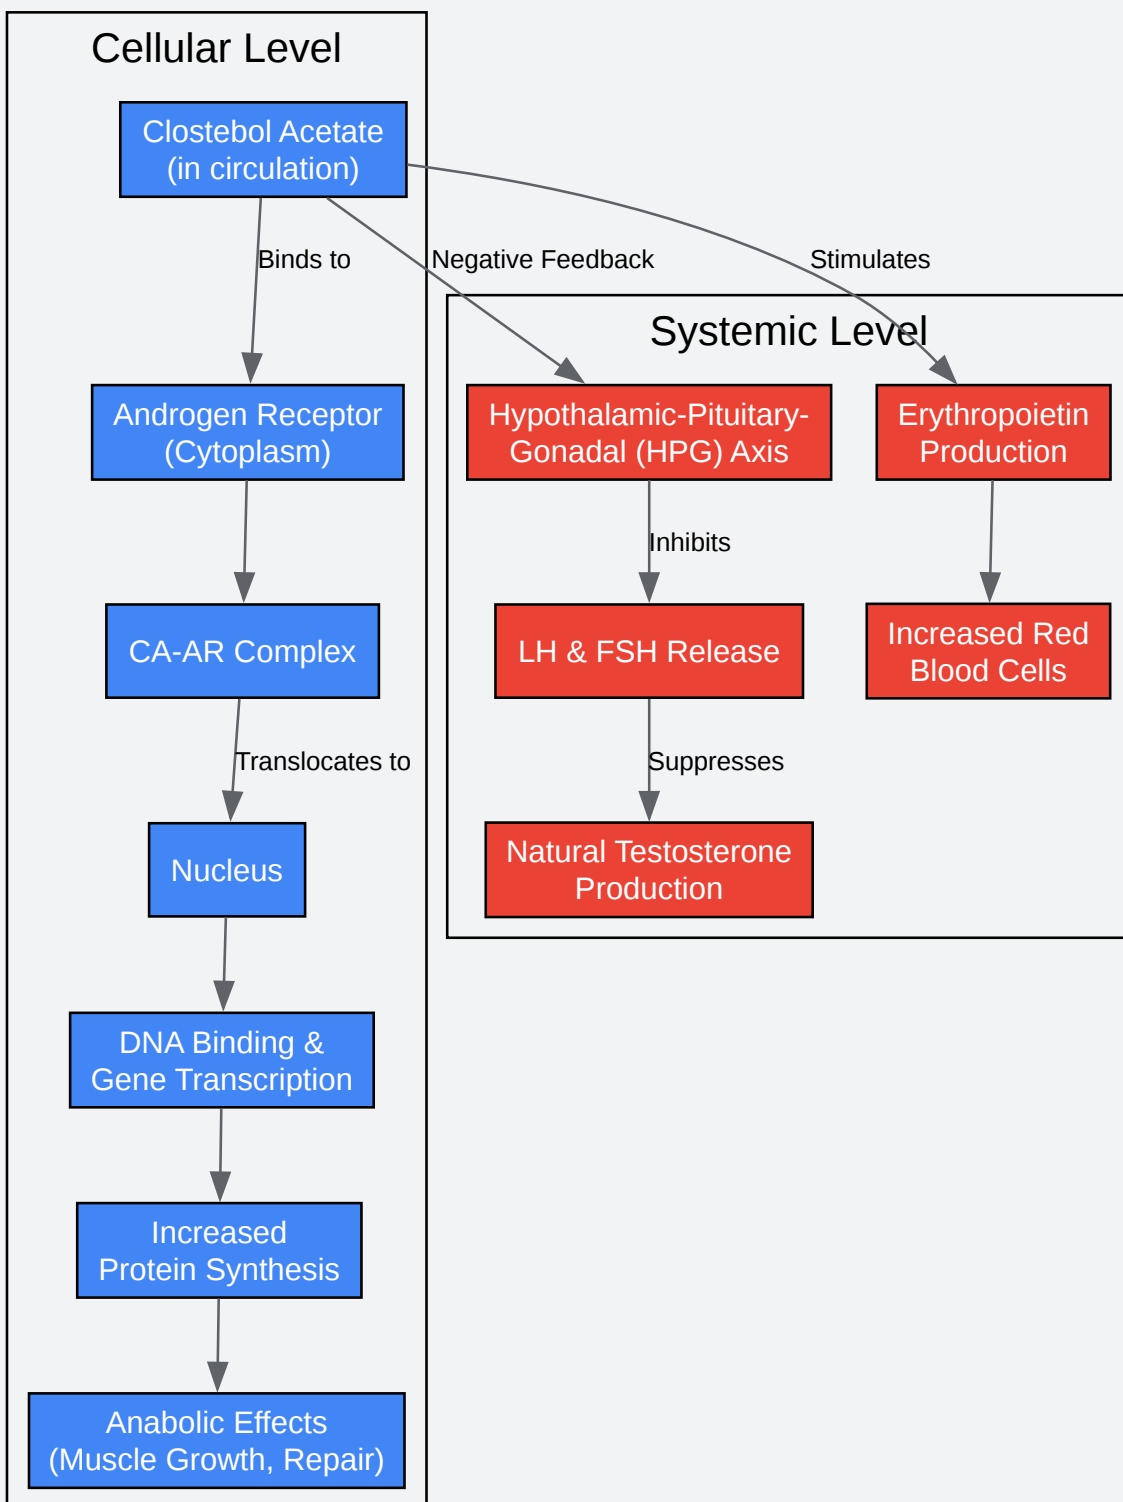 Cellular Level
Clostebol Acetate
(in circulation)
Binds to
Negative Feedback
Stimulates
Systemic Level
Androgen Receptor
(Cytoplasm)
Hypothalamic-Pituitary-
Gonadal (HPG) Axis
Erythropoietin
Production
Inhibits
CA-AR Complex
LH & FSH Release
Increased Red
Blood Cells
Translocates to
Suppresses
Nucleus
Natural Testosterone
Production
DNA Binding &
Gene Transcription
Increased
Protein Synthesis
Anabolic Effects
(Muscle Growth, Repair)